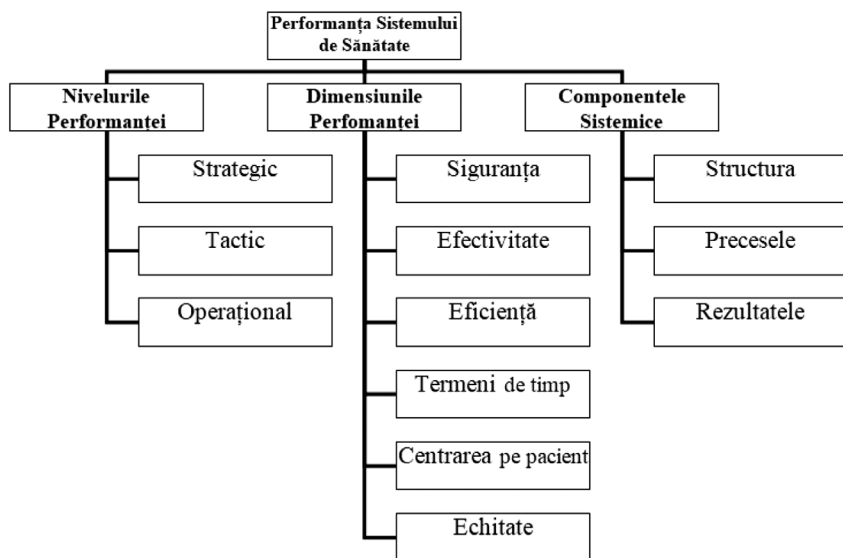 Performanța Sistemului
de Sănătate
Nivelurile
Performanței
Dimensiunile
Perfomanței
Componentele
Sistemice
Strategic
Tactic
Operațional
Siguranța
Efectivitate
Eficiență
Termeni de timp
Centrarea pe pacient
Echitate
Structura
Precesele
Rezultatele